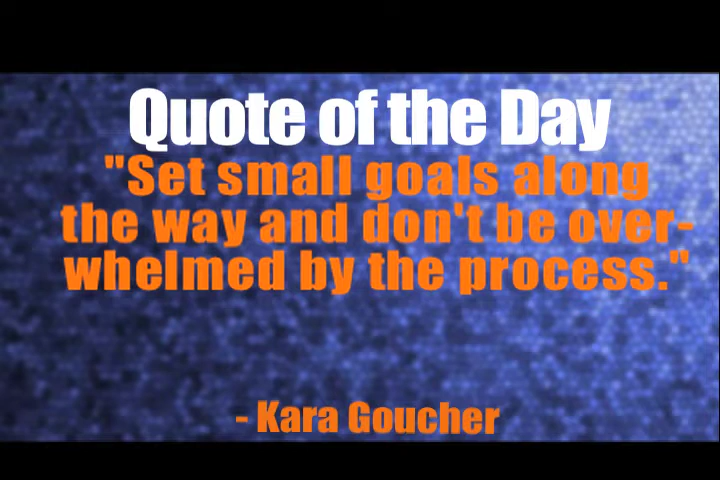 Quote of the Day
"Set small goals along
the way and don't be over-
whelmed by the process."
- Kara Goucher